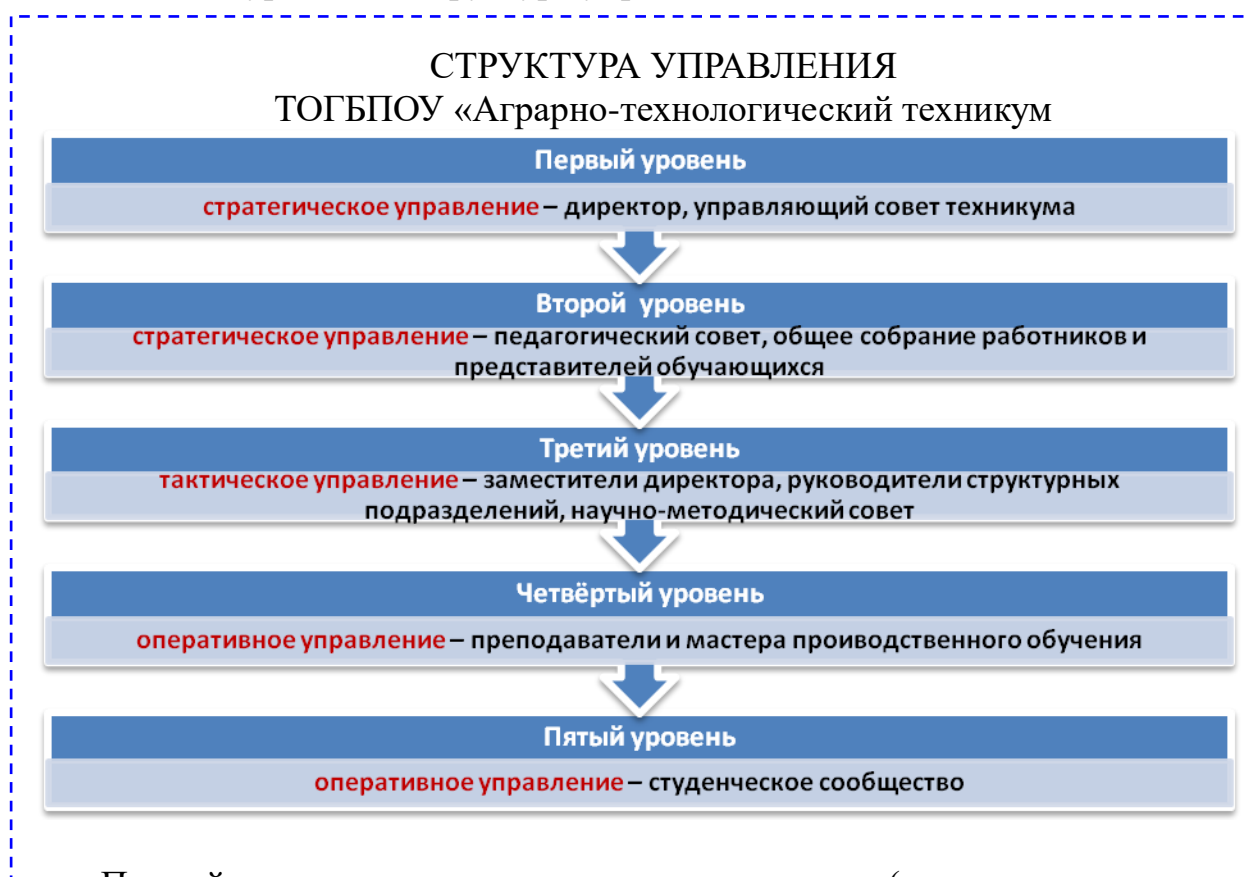 СТРУКТУРА УПРАВЛЕНИЯ
ТОГБПОУ «Аграрно-технологический техникум
Первый уровень
стратегическое управление – директор, управляющий совет техникума
Второй уровень
стратегическое управление – педагогический совет, общее собрание работников и
представителей обучающихся
Третий уровень
тактическое управление – заместители директора, руководители структурных
подразделений, научно-методический совет
Четвёртый уровень
оперативное управление – преподаватели и мастера проиводственного обучения
Пятый уровень
оперативное управление – студенческое сообщество